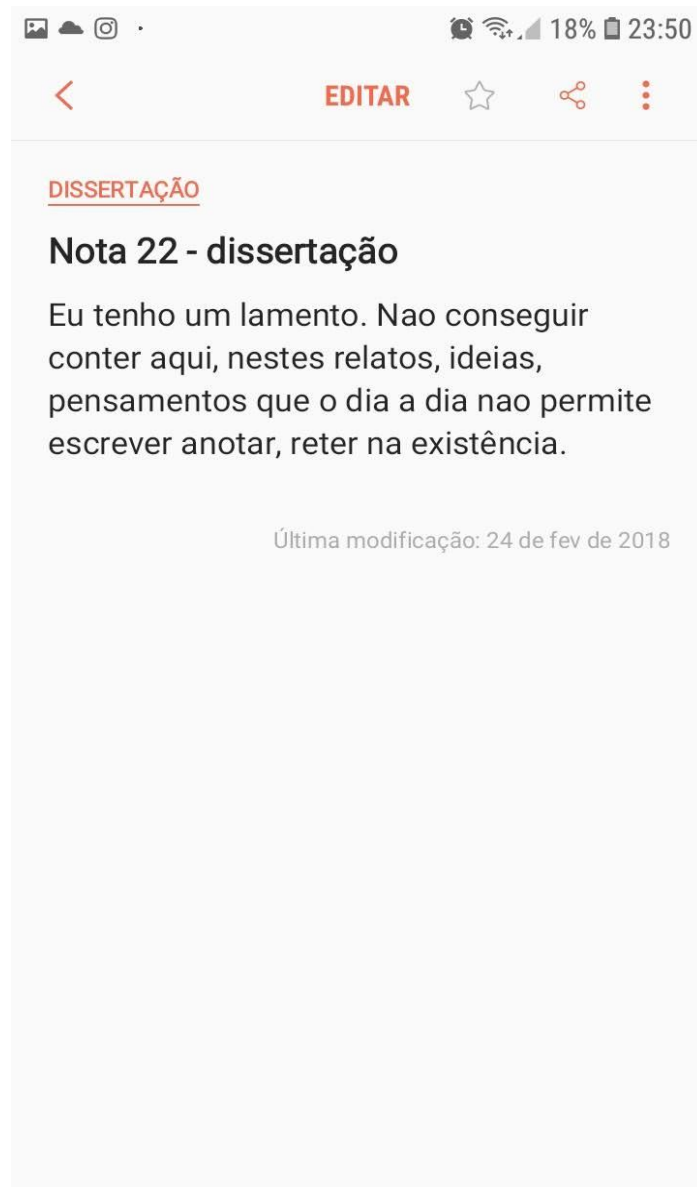 18% 23:50
EDITAR
DISSERTAÇÃO
Nota 22 - dissertação
Eu tenho um lamento. Nao conseguir
conter aqui, nestes relatos, ideias,
pensamentos que o dia a dia nao permite
escrever anotar, reter na existência.
Última modificação: 24 de fev de 2018